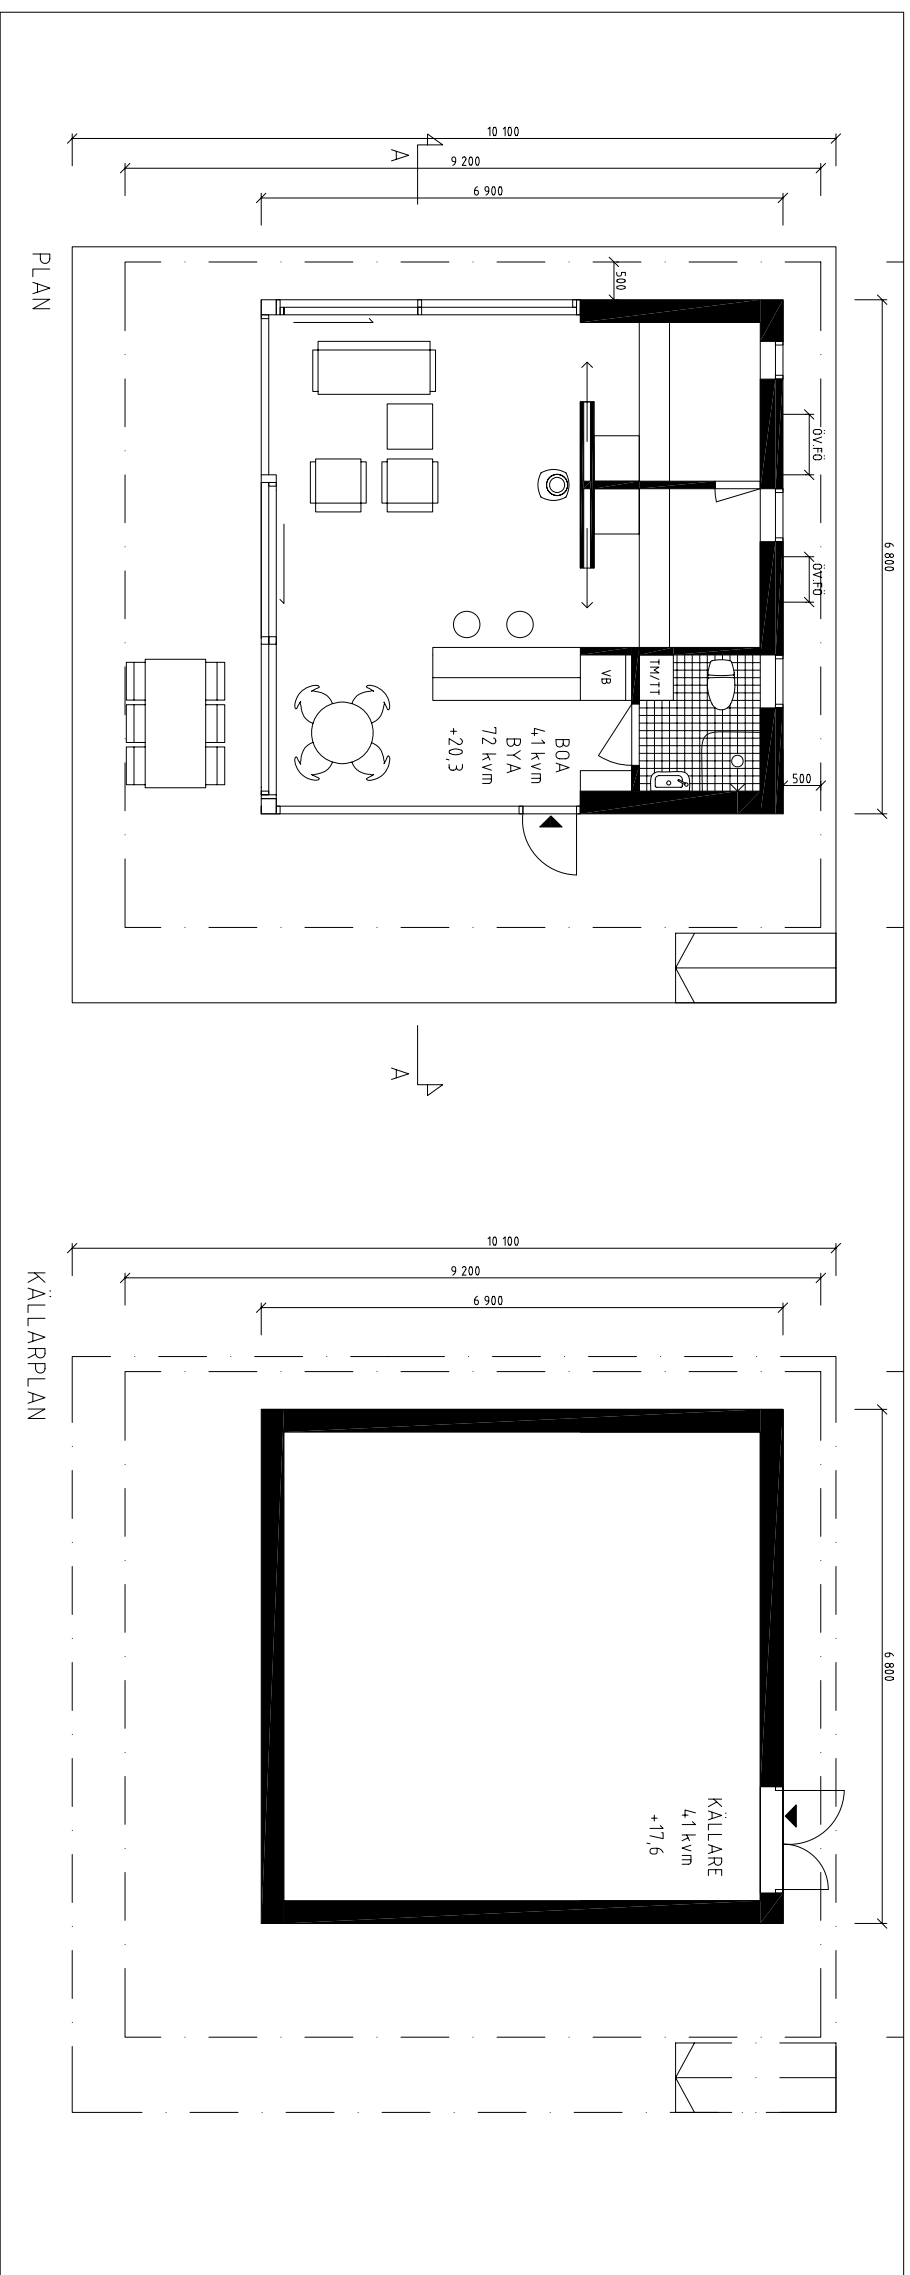 10 100
9 200
6 900
A
500
ÖV.FÖ
ÖV.FÖ
6 800
TM/TT
VB
500
BOA
41 kvm
BYA
72 kvm
+20,3
A
PLAN
10 100
9 200
6 900
6 800
KÄLLARE
41 kvm
+17,6
KÄLLARPLAN